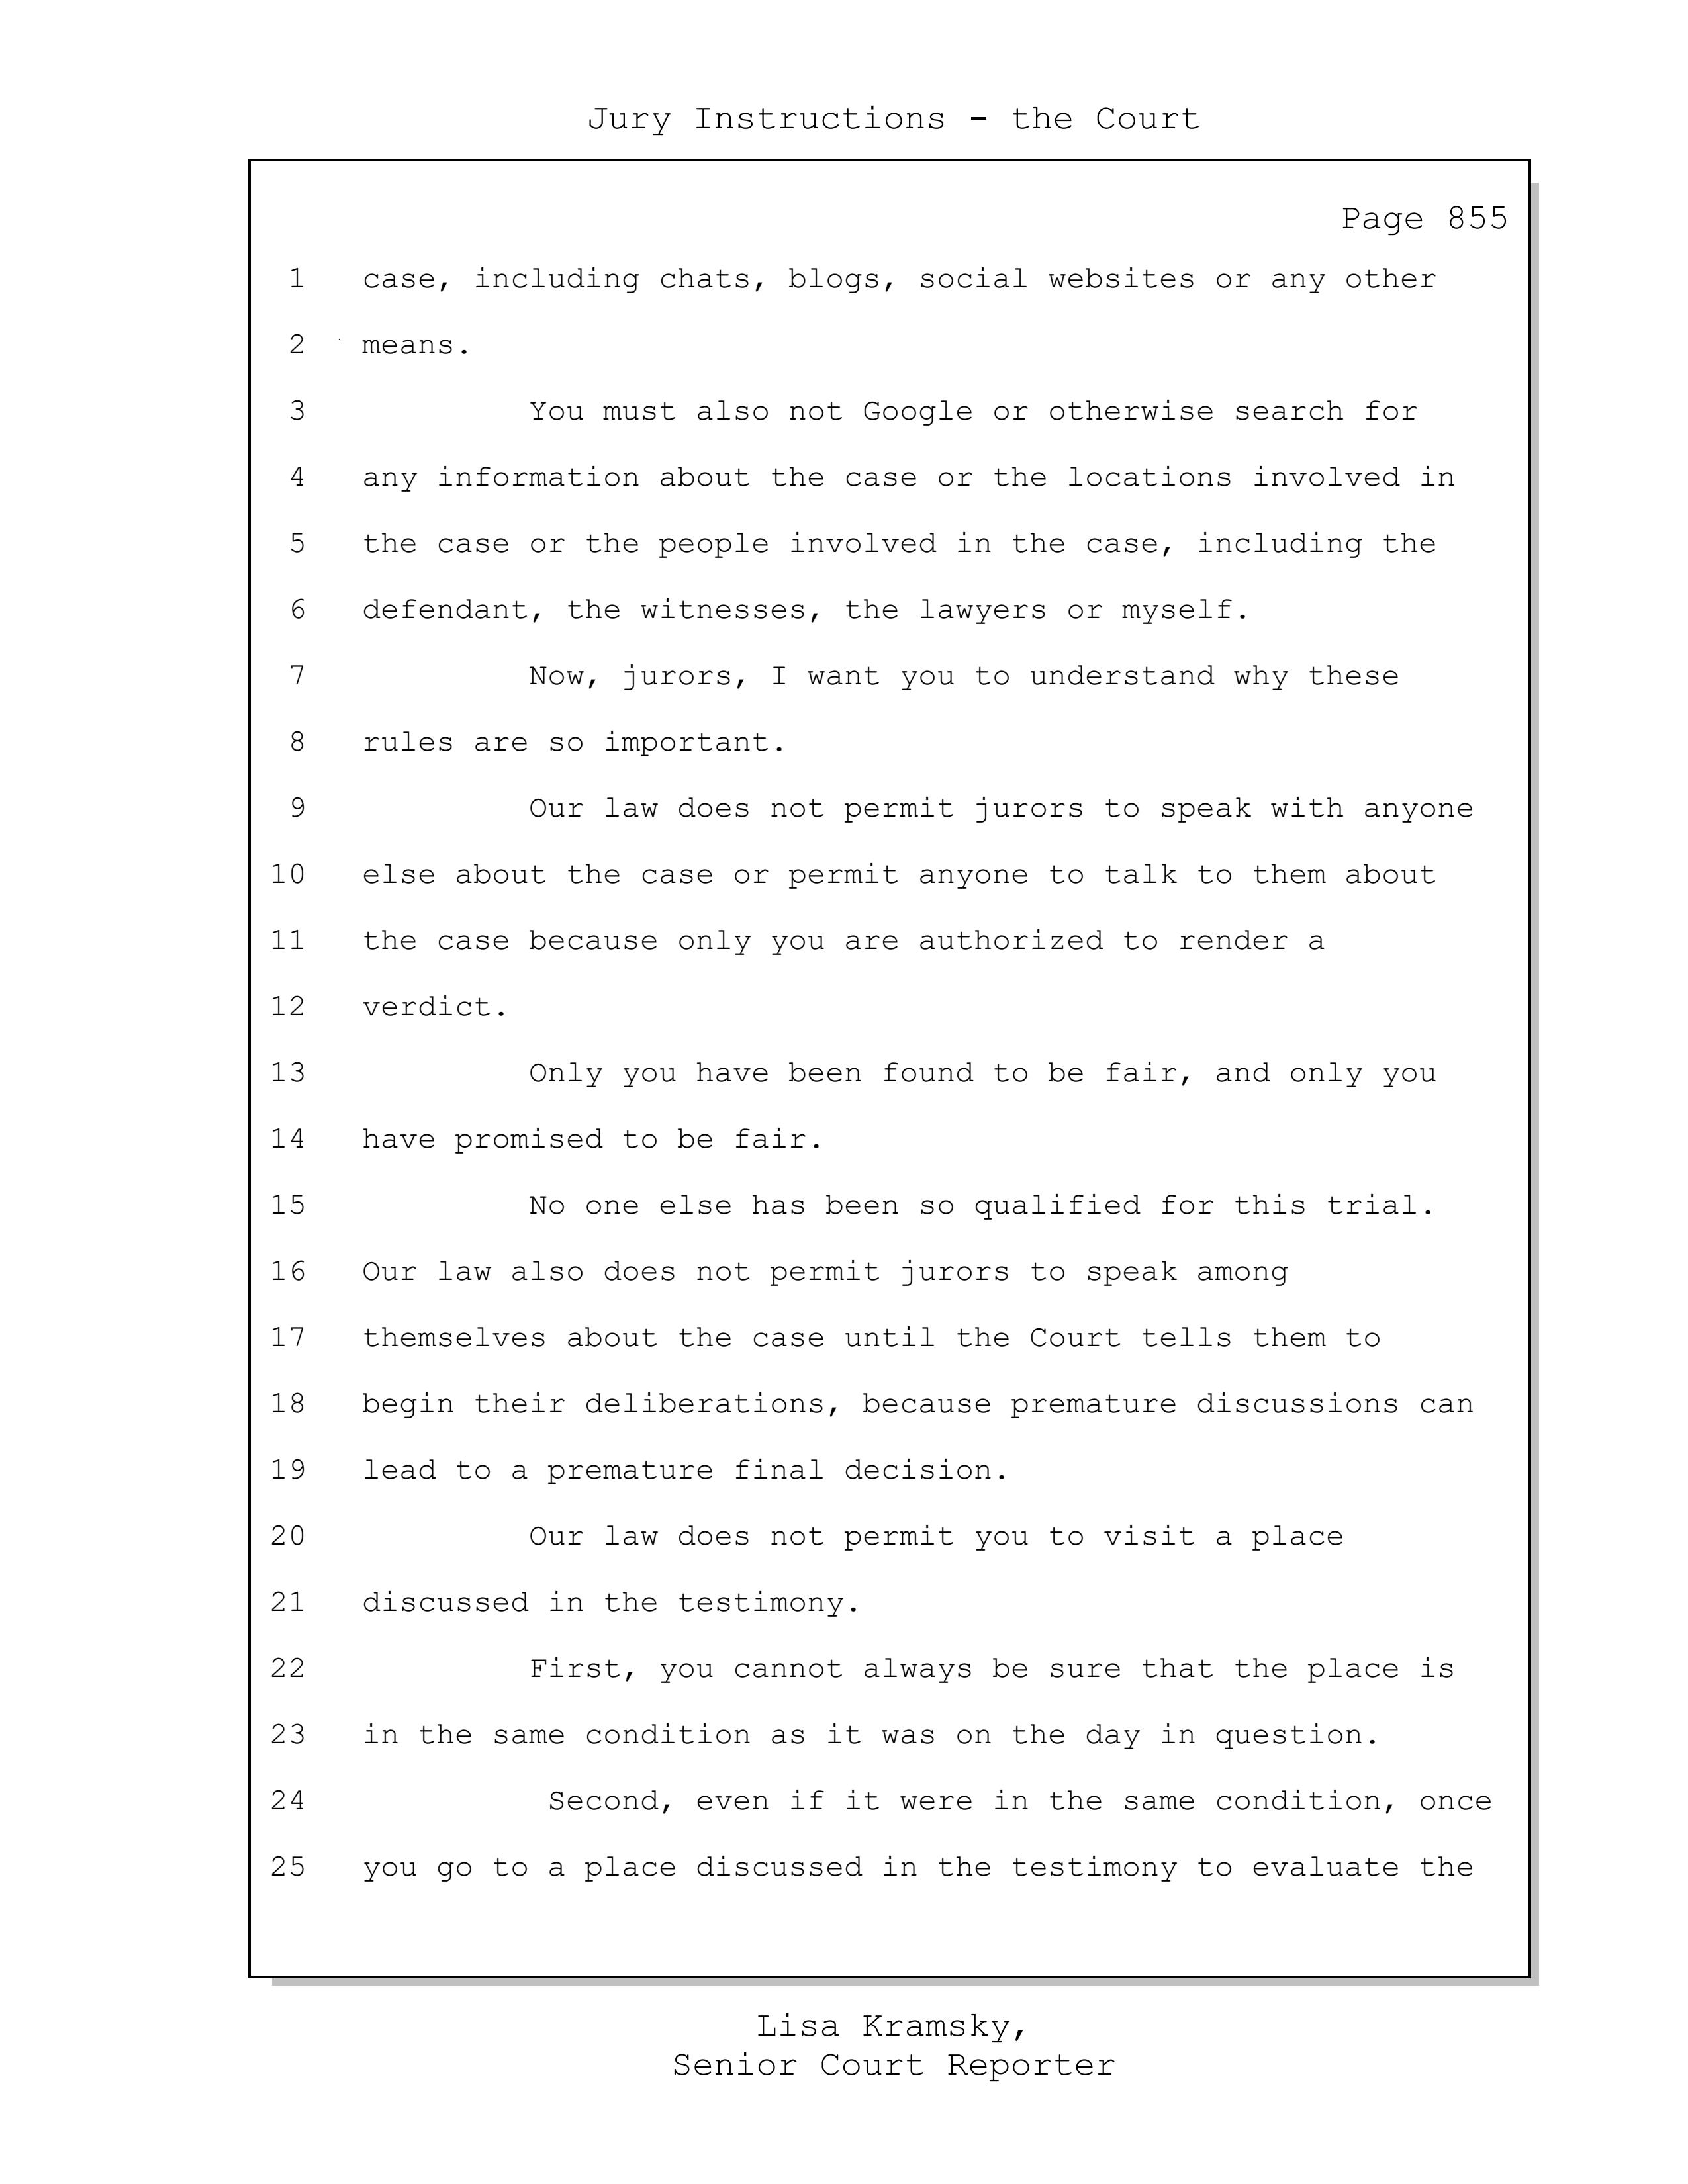 Jury Instructions - the Court
Page 855
1 case, including chats, blogs, social websites or any other
2 means.
3 You must also not Google or otherwise search for
4 any information about the case or the locations involved in
5 the case or the people involved in the case, including the
6 defendant, the witnesses, the lawyers or myself.
7 Now, jurors, I want you to understand why these
8 rules are so important.
9 Our law does not permit jurors to speak with anyone
10 else about the case or permit anyone to talk to them about
11 the case because only you are authorized to render a
12 verdict.
13 Only you have been found to be fair, and only you
14 have promised to be fair.
15 No one else has been so qualified for this trial.
16 Our law also does not permit jurors to speak among
17 themselves about the case until the Court tells them to
18 begin their deliberations, because premature discussions can
19 lead to a premature final decision.
20 Our law does not permit you to visit a place
21 discussed in the testimony.
22 First, you cannot always be sure that the place is
23 in the same condition as it was on the day in question.
24 Second, even if it were in the same condition, once
25 you go to a place discussed in the testimony to evaluate the
Lisa Kramsky,
Senior Court Reporter